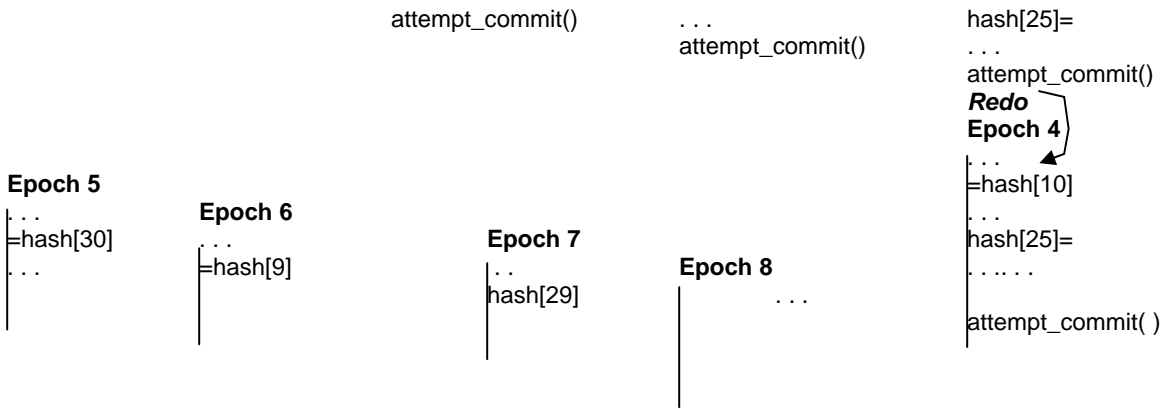 attempt_commit()
. . .
attempt_commit()
hash[25]=
. . .
attempt_commit()
Redo
Epoch 4
. . .
=hash[10]
. . .
hash[25]=
. . .. . .
attempt_commit( )
Epoch 5
. . .
=hash[30]
. . .
Epoch 6
. . .
=hash[9]
Epoch 7
. . .
hash[29]
Epoch 8
. . .